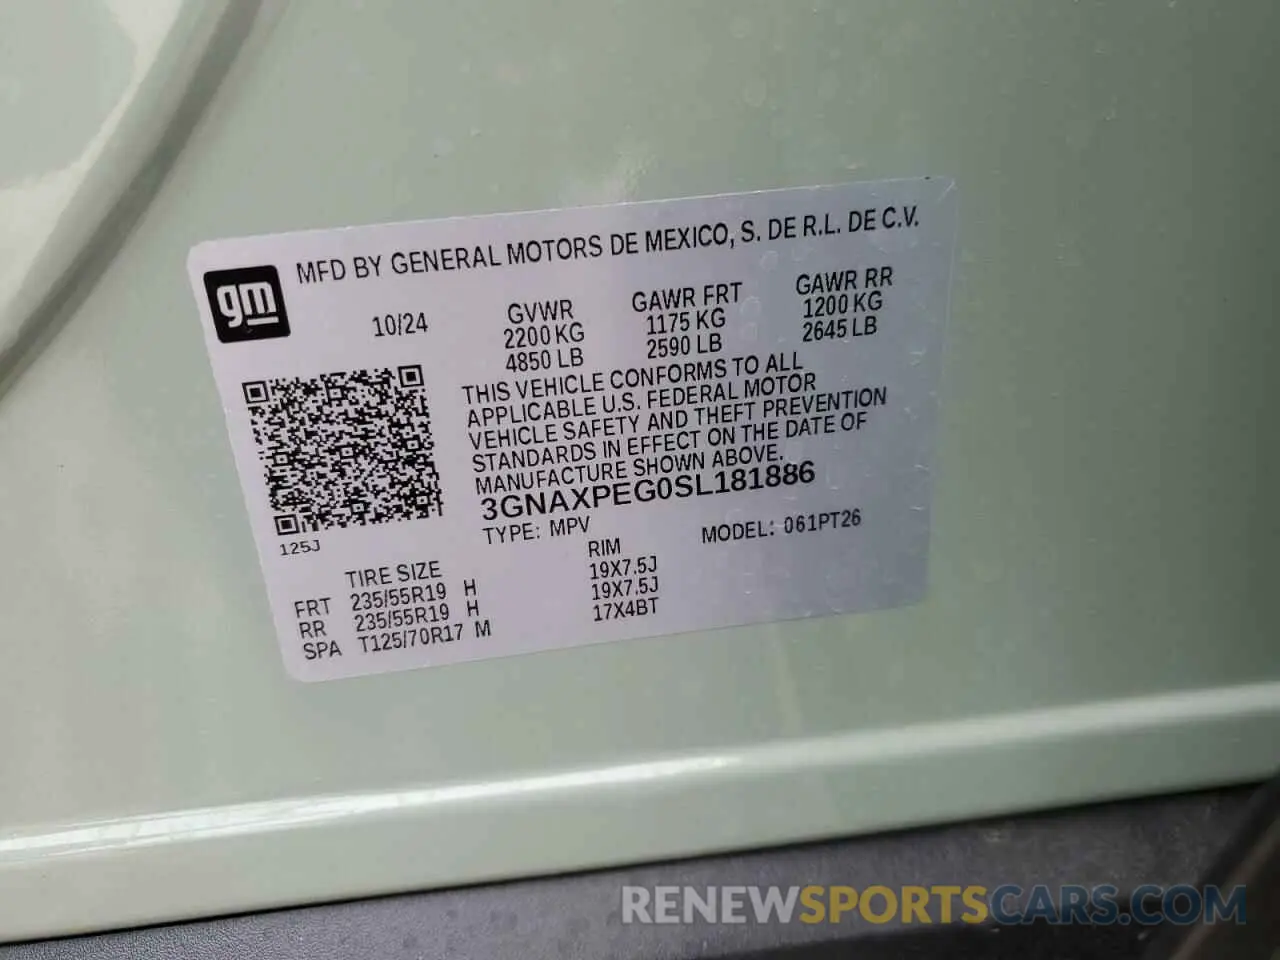 MFD BY GENERAL MOTORS DE MEXICO, S. DE R.L. DE C.V.
gm
10/24
GVWR GAWR FRT GAWR RR
2200 KG 1175 KG 1200 KG
4850 LB 2590 LB 2645 LB
THIS VEHICLE CONFORMS TO ALL
APPLICABLE U.S. FEDERAL MOTOR
VEHICLE SAFETY AND THEFT PREVENTION
STANDARDS IN EFFECT ON THE DATE OF
MANUFACTURE SHOWN ABOVE.
3GNAXPEG0SL181886
TYPE: MPV MODEL: 061PT26
125J
TIRE SIZE RIM
FRT 235/55R19 H 19X7.5J
RR 235/55R19 H 19X7.5J
SPA T125/70R17 M 17X4BT
RENEWSPORTSCARS.COM